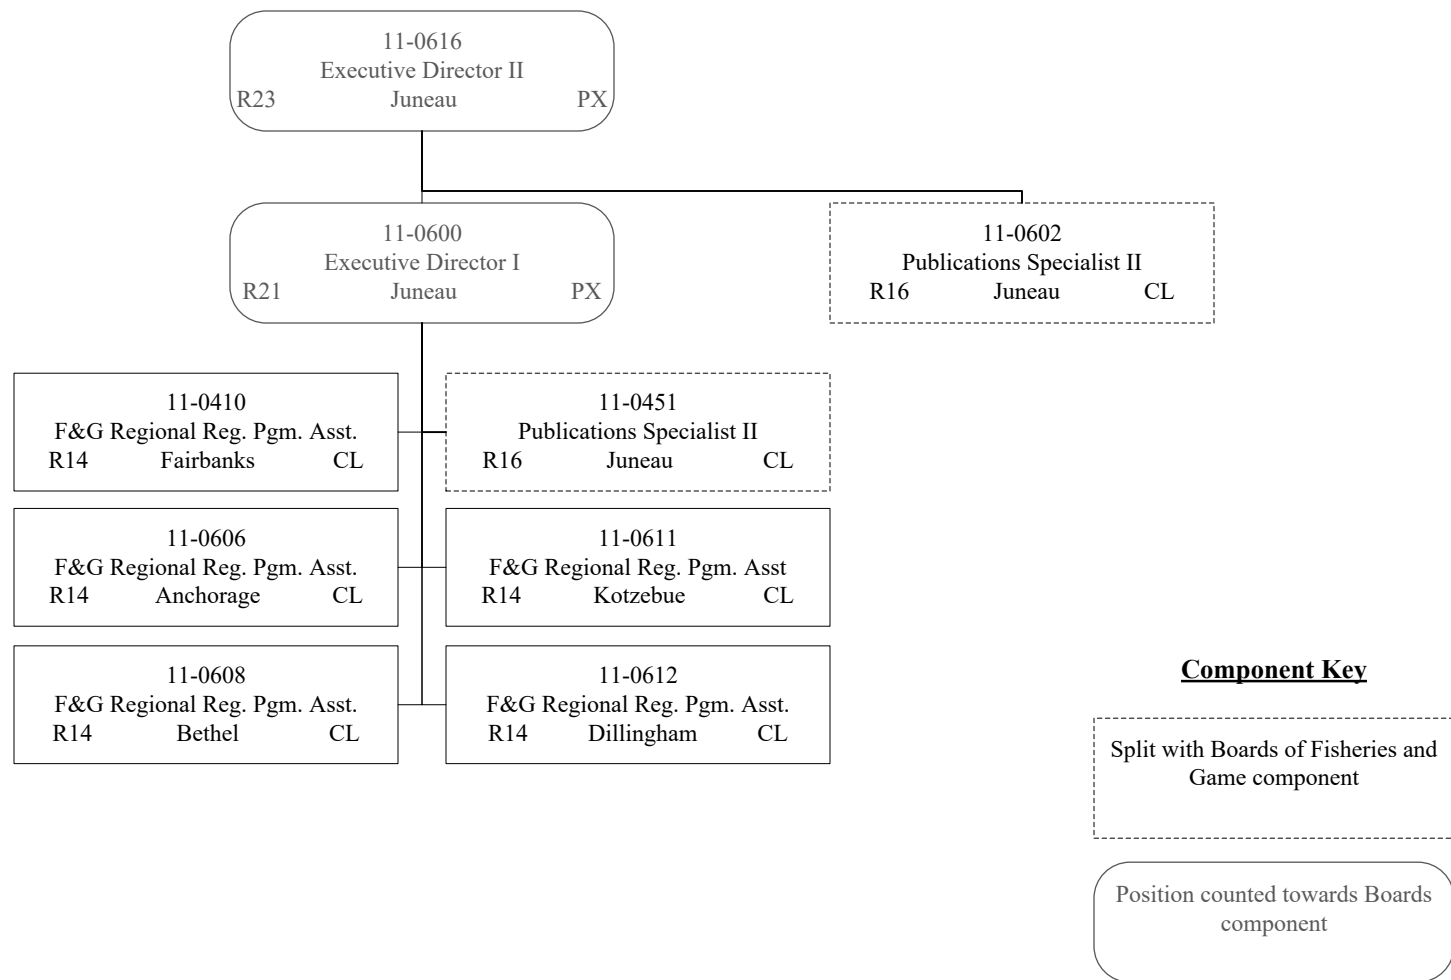 11-0616
Executive Director II
R23 Juneau PX
11-0600
Executive Director I
R21 Juneau PX
11-0602
Publications Specialist II
R16 Juneau CL
11-0410
F&G Regional Reg. Pgm. Asst.
R14 Fairbanks CL
11-0451
Publications Specialist II
R16 Juneau CL
11-0606
F&G Regional Reg. Pgm. Asst.
R14 Anchorage CL
11-0611
F&G Regional Reg. Pgm. Asst
R14 Kotzebue CL
11-0608
F&G Regional Reg. Pgm. Asst.
R14 Bethel CL
11-0612
F&G Regional Reg. Pgm. Asst.
R14 Dillingham CL
Component Key
Split with Boards of Fisheries and
Game component
Position counted towards Boards
component